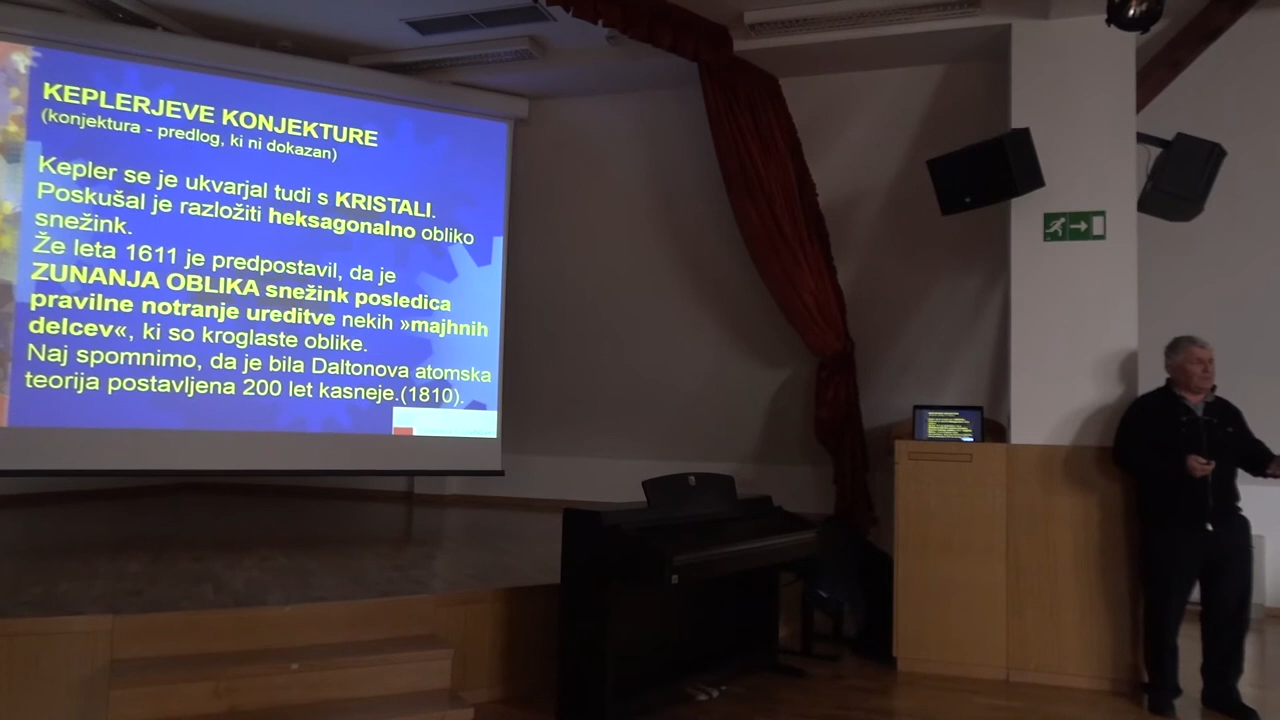 KEPLERJEVE KONJEKTURE
(konjektura - predlog, ki ni dokazan)
Kepler se je ukvarjal tudi s KRISTALI.
Poskušal je razložiti heksagonalno obliko
snežink.
Že leta 1611 je predpostavil, da je
ZUNANJA OBLIKA snežink posledica
pravilne notranje ureditve nekih »majhnih
delcev«, ki so kroglaste oblike.
Naj spomnimo, da je bila Daltonova atomska
teorija postavljena 200 let kasneje.(1810).